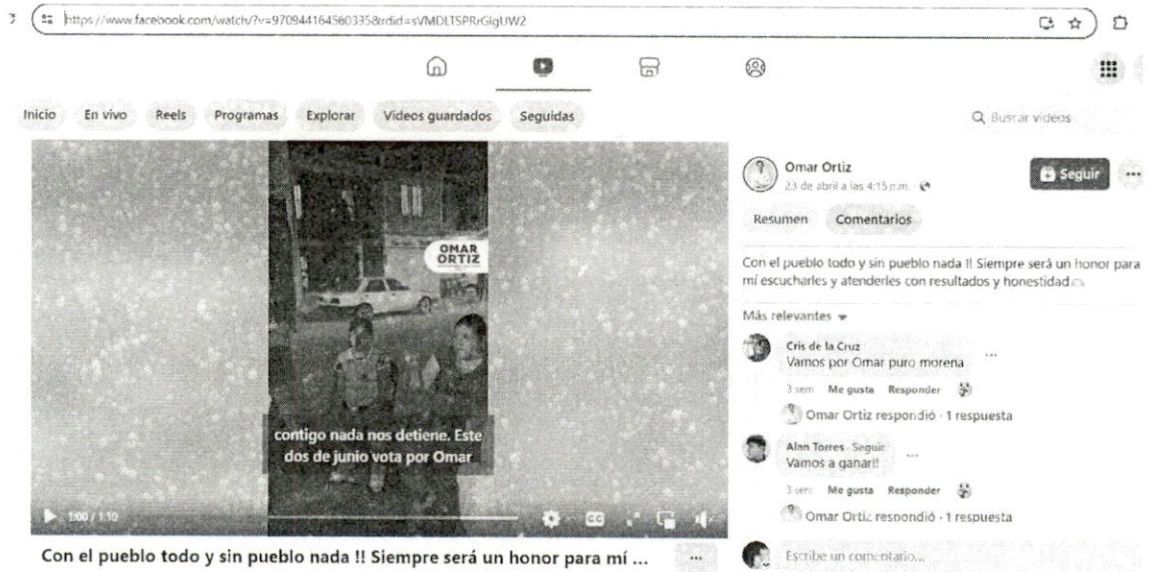 https://www.facebook.com/watch/?v=970944164560335&rdid=sVMDLTSPRrGlgUW2
Inicio En vivo Reels Programas Explorar Videos guardados Seguidas
Buscar videos
OMAR
ORTIZ
contigo nada nos detiene. Este
dos de junio vota por Omar
1:00 / 1:10
CC
Con el pueblo todo y sin pueblo nada !! Siempre será un honor para mí ...
Omar Ortiz
23 de abril a las 4:15 p.m. ·
Seguir
Resumen Comentarios
Con el pueblo todo y sin pueblo nada !! Siempre será un honor para
mí escucharles y atenderles con resultados y honestidad
Más relevantes
Cris de la Cruz
Vamos por Omar puro morena
3 sem Me gusta Responder
Omar Ortiz respondió · 1 respuesta
Alan Torres · Seguir
Vamos a ganar!!
3 sem Me gusta Responder
Omar Ortiz respondió · 1 respuesta
Escribe un comentario...